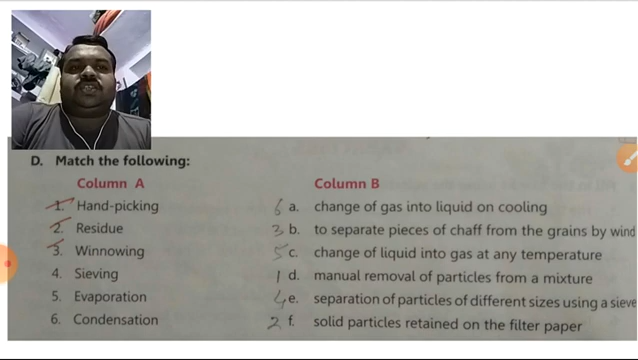 D. Match the following:
Column A Column B
1. Hand-picking 6 a. change of gas into liquid on cooling
2. Residue 3 b. to separate pieces of chaff from the grains by wind
3. Winnowing 5 c. change of liquid into gas at any temperature
4. Sieving 1 d. manual removal of particles from a mixture
5. Evaporation 4 e. separation of particles of different sizes using a sieve
6. Condensation 2 f. solid particles retained on the filter paper